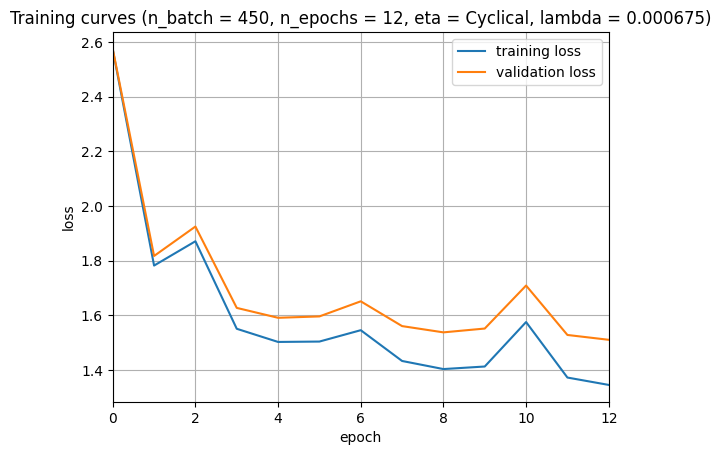 Training curves (n_batch = 450, n_epochs = 12, eta = Cyclical, lambda = 0.000675)
training loss
validation loss
2.6
2.4
2.2
2.0
1.8
1.6
1.4
loss
0 2 4 6 8 10 12
epoch